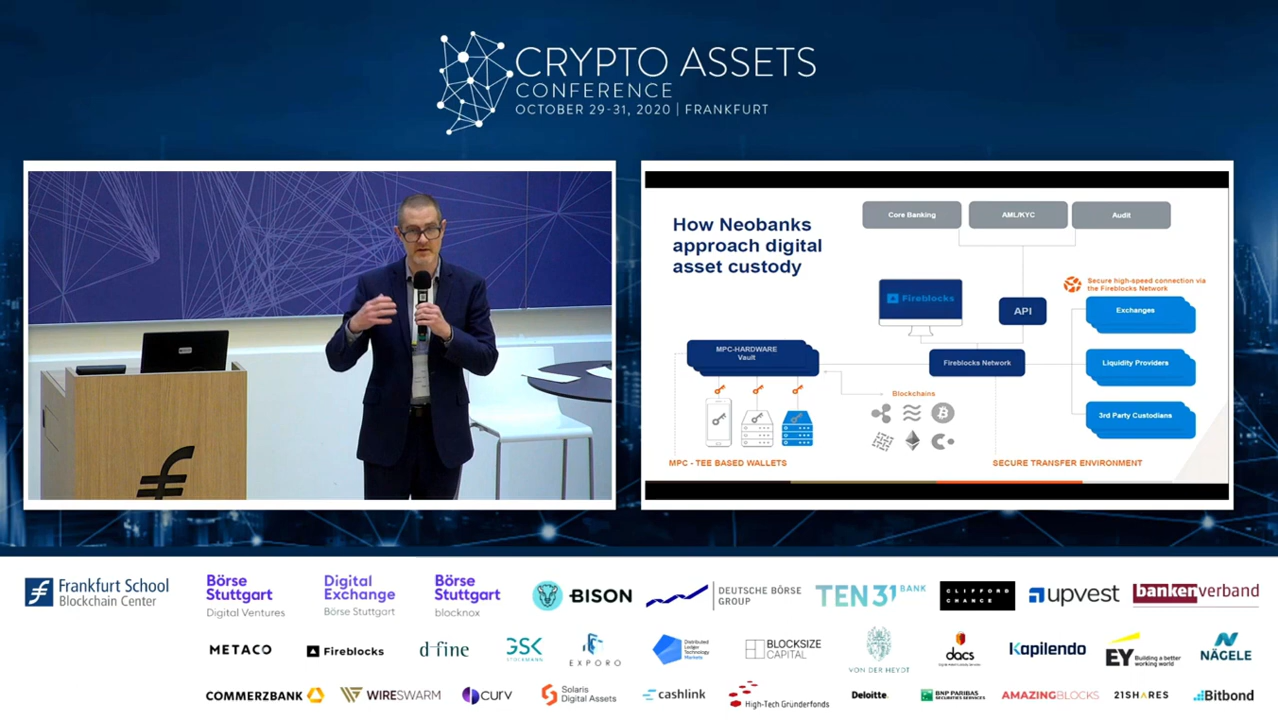 CRYPTO ASSETS
CONFERENCE
OCTOBER 29-31, 2020 | FRANKFURT
How Neobanks
approach digital
asset custody
Core Banking
AML/KYC
Audit
Secure high-speed connection via
the Fireblocks Network
Fireblocks
API
Exchanges
MPC-HARDWARE
Vault
Fireblocks Network
Liquidity Providers
Blockchains
3rd Party Custodians
MPC - TEE BASED WALLETS
SECURE TRANSFER ENVIRONMENT
Frankfurt School
Blockchain Center
Börse
Stuttgart
Digital Ventures
Digital
Exchange
Börse Stuttgart
Börse
Stuttgart
blocknox
BISON
DEUTSCHE BÖRSE
GROUP
TEN31 BANK
CLIFFORD
CHANCE
upvest
bankenverband
METACO
Fireblocks
d-fine
GSK
STOCKMANN
EXPORO
Distributed
Ledger
Technology
Markets
BLOCKSIZE
CAPITAL
VON DER HEYDT
dacs
Kapilendo
EY
Building a better
working world
NÄGELE
COMMERZBANK
WIRESWARM
curv
Solaris
Digital Assets
cashlink
High-Tech Gründerfonds
Deloitte.
BNP PARIBAS
SECURITIES SERVICES
AMAZINGBLOCKS
21SHARES
Bitbond